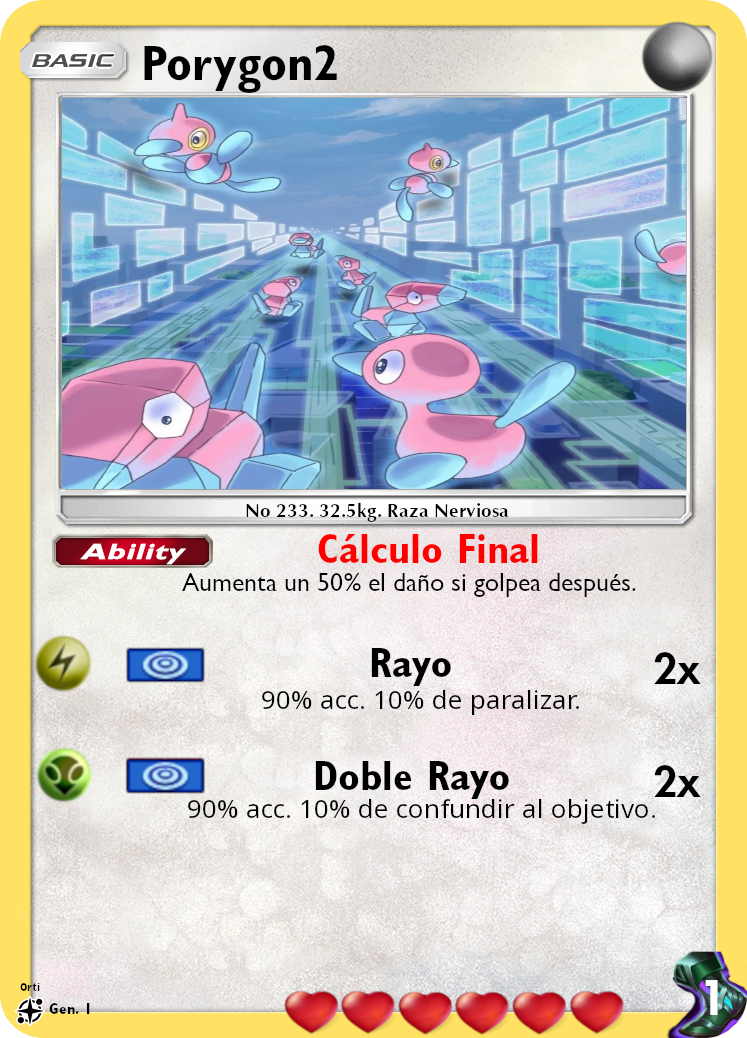 BASIC
Porygon2
No 233. 32.5kg. Raza Nerviosa
Ability
Cálculo Final
Aumenta un 50% el daño si golpea después.
Rayo
2x
90% acc. 10% de paralizar.
Doble Rayo
2x
90% acc. 10% de confundir al objetivo.
Orti
Gen. I
1